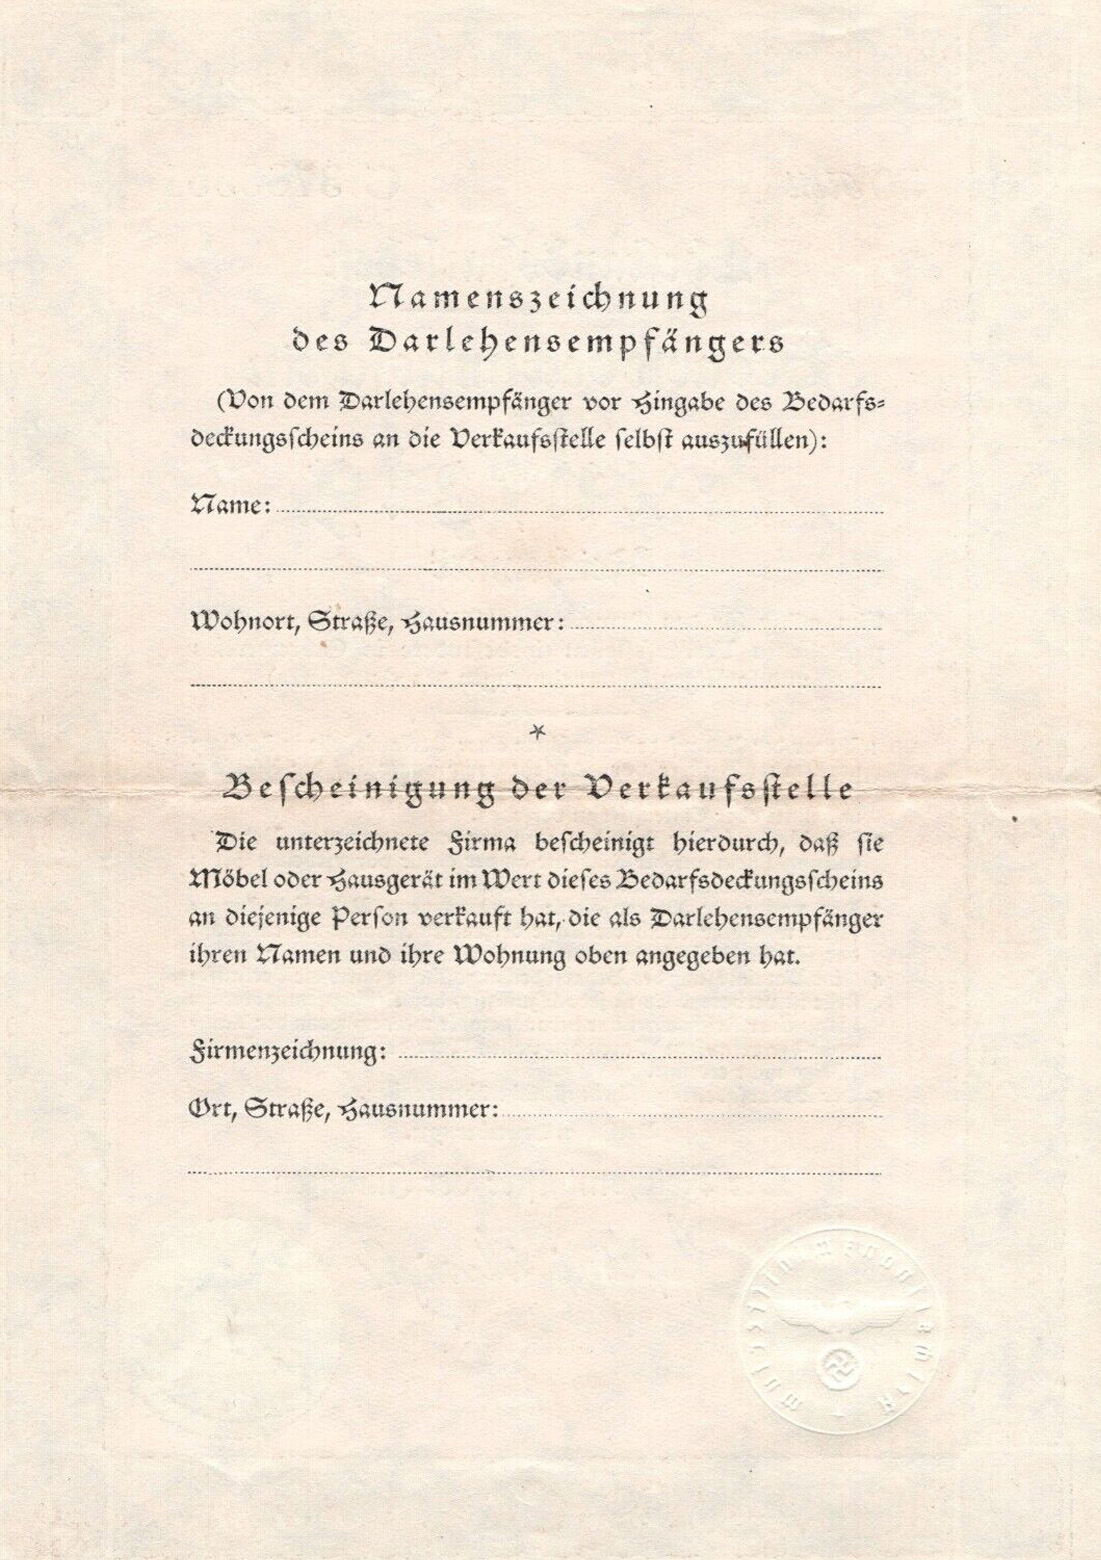 Namenszeichnung
des Darlehensempfängers
(Von dem Darlehensempfänger vor Hingabe des Bedarfs-
deckungsscheins an die Verkaufsstelle selbst auszufüllen):
Name:
Wohnort, Straße, Hausnummer:
*
Bescheinigung der Verkaufsstelle
Die unterzeichnete Firma bescheinigt hierdurch, daß sie
Möbel oder Hausgerät im Wert dieses Bedarfsdeckungsscheins
an diejenige Person verkauft hat, die als Darlehensempfänger
ihren Namen und ihre Wohnung oben angegeben hat.
Firmenzeichnung:
Ort, Straße, Hausnummer: